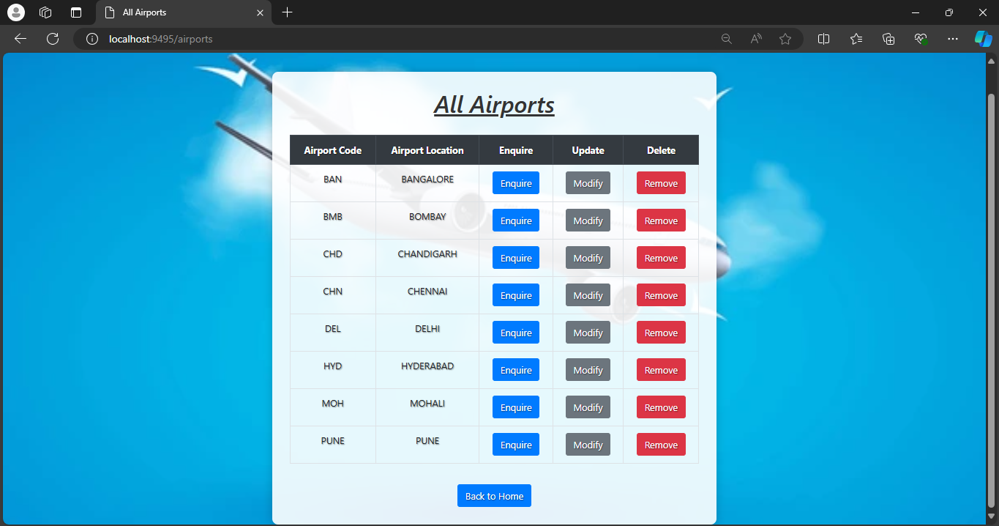 All Airports
localhost:9495/airports
All Airports
Airport Code Airport Location Enquire Update Delete
BAN BANGALORE Enquire Modify Remove
BMB BOMBAY Enquire Modify Remove
CHD CHANDIGARH Enquire Modify Remove
CHN CHENNAI Enquire Modify Remove
DEL DELHI Enquire Modify Remove
HYD HYDERABAD Enquire Modify Remove
MOH MOHALI Enquire Modify Remove
PUNE PUNE Enquire Modify Remove
Back to Home